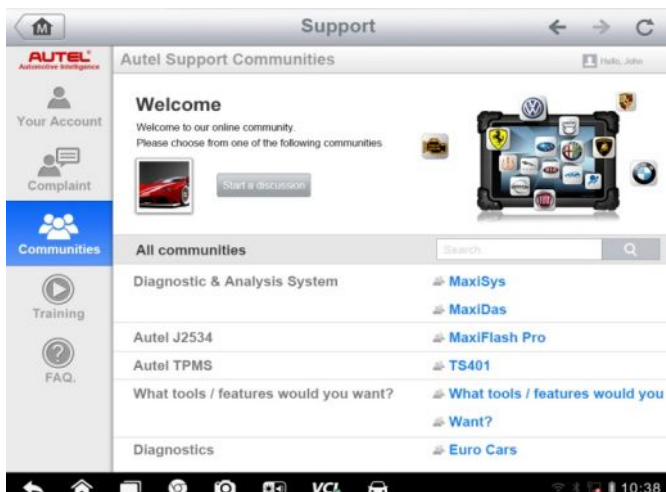 M
Support
AUTEL
Automotive Intelligence
Autel Support Communities
Hello, John
Your Account
Complaint
Communities
Training
FAQ.
Welcome
Welcome to our online community.
Please choose from one of the following communities
Start a discussion
All communities
Search
Diagnostic & Analysis System
MaxiSys
MaxiDas
Autel J2534
MaxiFlash Pro
Autel TPMS
TS401
What tools / features would you want?
What tools / features would you
Want?
Diagnostics
Euro Cars
VCI
10:38